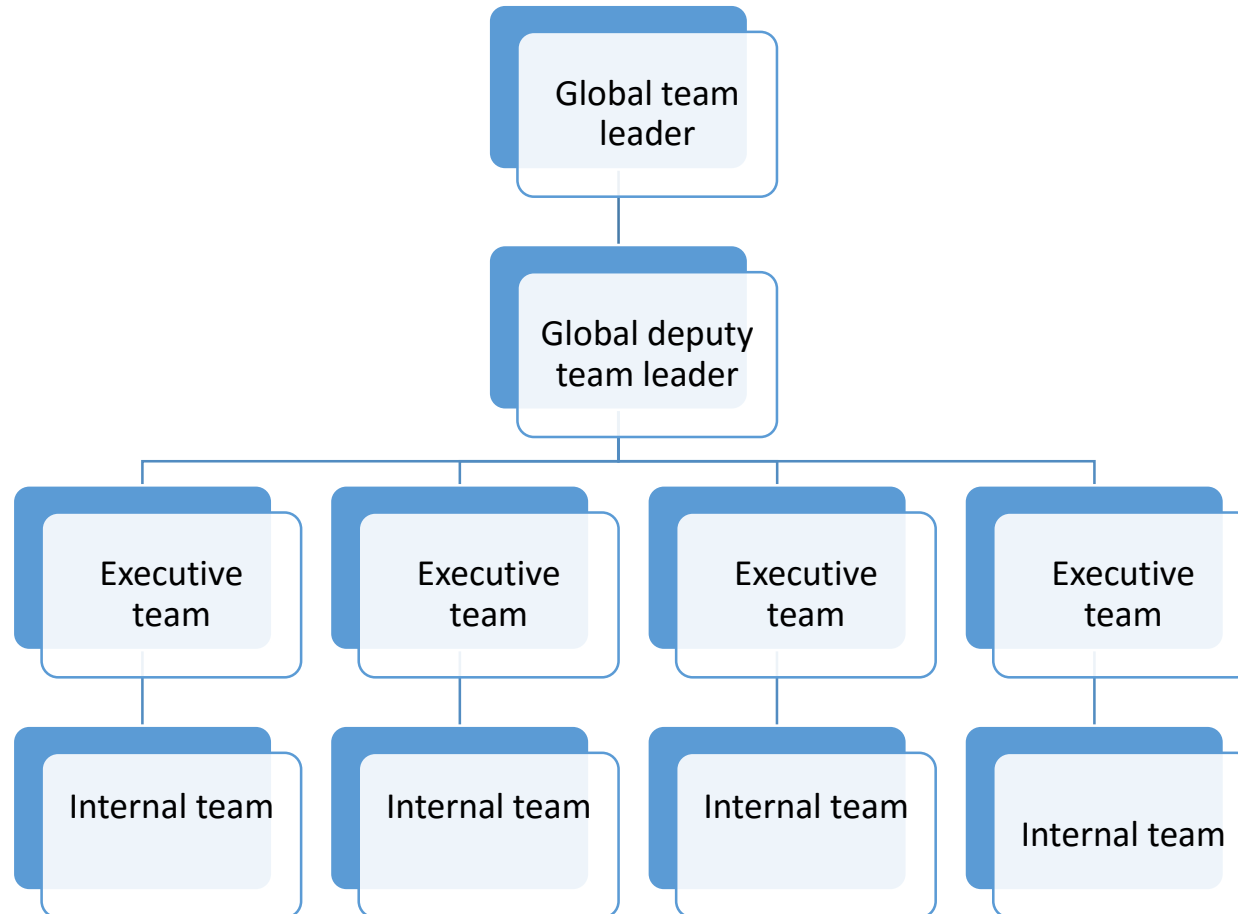 Global team
leader
Global deputy
team leader
Executive
team
Executive
team
Executive
team
Executive
team
Internal team
Internal team
Internal team
Internal team